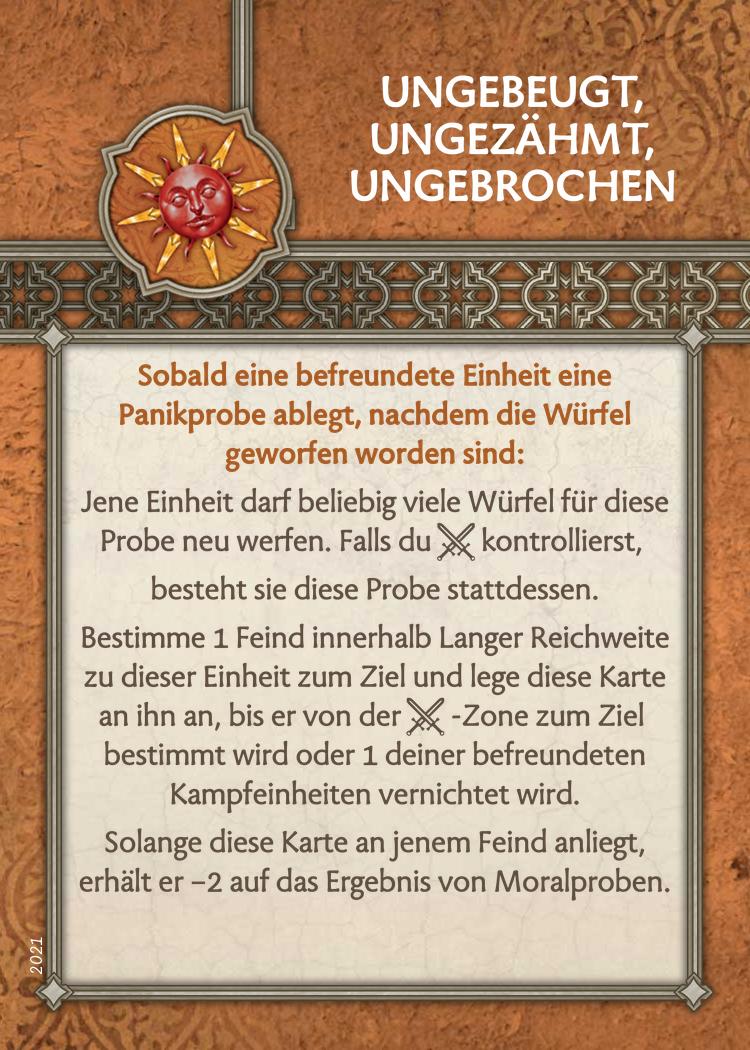 UNGEBEUGT,
UNGEZÄHMT,
UNGEBROCHEN
Sobald eine befreundete Einheit eine
Panikprobe ablegt, nachdem die Würfel
geworfen worden sind:
Jene Einheit darf beliebig viele Würfel für diese
Probe neu werfen. Falls du kontrollierst,
besteht sie diese Probe stattdessen.
Bestimme 1 Feind innerhalb Langer Reichweite
zu dieser Einheit zum Ziel und lege diese Karte
an ihn an, bis er von der -Zone zum Ziel
bestimmt wird oder 1 deiner befreundeten
Kampfeinheiten vernichtet wird.
Solange diese Karte an jenem Feind anliegt,
erhält er –2 auf das Ergebnis von Moralproben.
2021